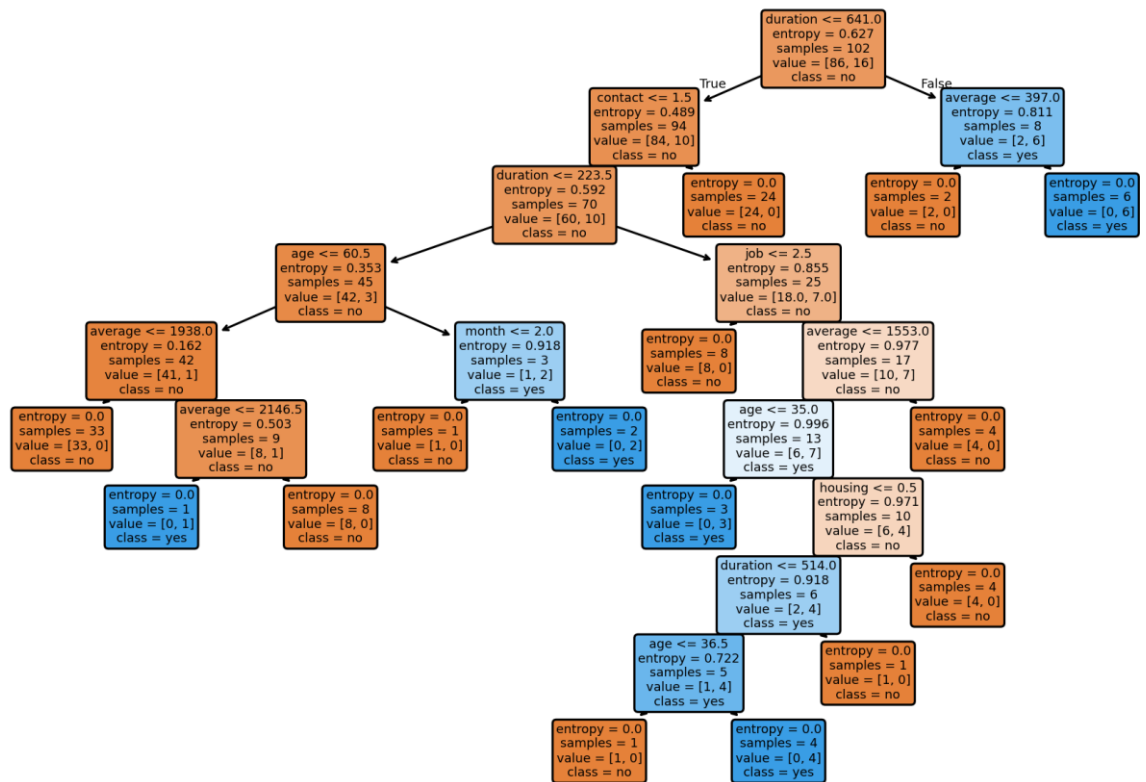 duration <= 641.0
entropy = 0.627
samples = 102
value = [86, 16]
class = no
True
False
contact <= 1.5
entropy = 0.489
samples = 94
value = [84, 10]
class = no
average <= 397.0
entropy = 0.811
samples = 8
value = [2, 6]
class = yes
duration <= 223.5
entropy = 0.592
samples = 70
value = [60, 10]
class = no
entropy = 0.0
samples = 24
value = [24, 0]
class = no
entropy = 0.0
samples = 2
value = [2, 0]
class = no
entropy = 0.0
samples = 6
value = [0, 6]
class = yes
age <= 60.5
entropy = 0.353
samples = 45
value = [42, 3]
class = no
job <= 2.5
entropy = 0.855
samples = 25
value = [18.0, 7.0]
class = no
average <= 1938.0
entropy = 0.162
samples = 42
value = [41, 1]
class = no
month <= 2.0
entropy = 0.918
samples = 3
value = [1, 2]
class = yes
entropy = 0.0
samples = 8
value = [8, 0]
class = no
average <= 1553.0
entropy = 0.977
samples = 17
value = [10, 7]
class = no
entropy = 0.0
samples = 33
value = [33, 0]
class = no
average <= 2146.5
entropy = 0.503
samples = 9
value = [8, 1]
class = no
entropy = 0.0
samples = 1
value = [1, 0]
class = no
entropy = 0.0
samples = 2
value = [0, 2]
class = yes
age <= 35.0
entropy = 0.996
samples = 13
value = [6, 7]
class = yes
entropy = 0.0
samples = 4
value = [4, 0]
class = no
entropy = 0.0
samples = 1
value = [0, 1]
class = yes
entropy = 0.0
samples = 8
value = [8, 0]
class = no
entropy = 0.0
samples = 3
value = [0, 3]
class = yes
housing <= 0.5
entropy = 0.971
samples = 10
value = [6, 4]
class = no
duration <= 514.0
entropy = 0.918
samples = 6
value = [2, 4]
class = yes
entropy = 0.0
samples = 4
value = [4, 0]
class = no
age <= 36.5
entropy = 0.722
samples = 5
value = [1, 4]
class = yes
entropy = 0.0
samples = 1
value = [1, 0]
class = no
entropy = 0.0
samples = 1
value = [1, 0]
class = no
entropy = 0.0
samples = 4
value = [0, 4]
class = yes